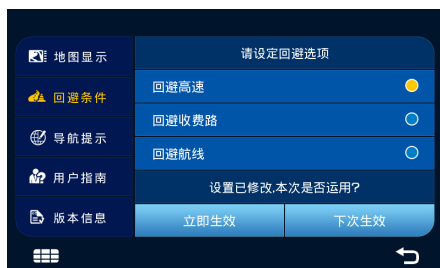 地图显示
回避条件
导航提示
用户指南
版本信息
请设定回避选项
回避高速
回避收费路
回避航线
设置已修改,本次是否运用?
立即生效
下次生效